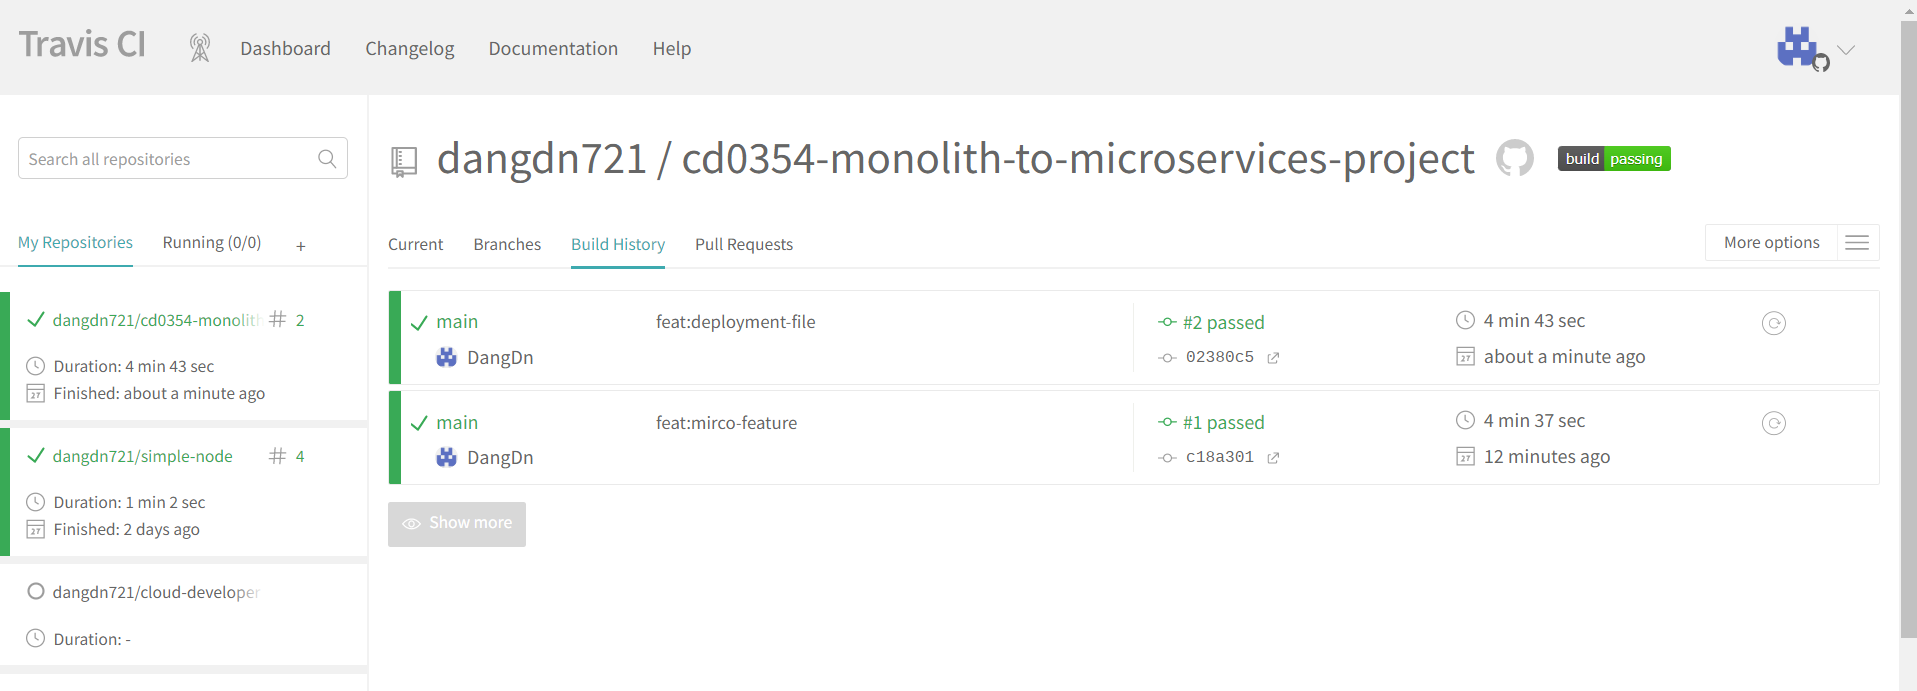 Travis CI
Dashboard
Changelog
Documentation
Help
Search all repositories
My Repositories
Running (0/0)
+
dangdn721/cd0354-monolith
# 2
Duration: 4 min 43 sec
27
Finished: about a minute ago
dangdn721/simple-node
# 4
Duration: 1 min 2 sec
27
Finished: 2 days ago
dangdn721/cloud-developer
Duration: -
dangdn721 / cd0354-monolith-to-microservices-project
build passing
Current
Branches
Build History
Pull Requests
More options
main
feat:deployment-file
#2 passed
4 min 43 sec
DangDn
02380c5
27
about a minute ago
main
feat:mirco-feature
#1 passed
4 min 37 sec
DangDn
c18a301
27
12 minutes ago
Show more